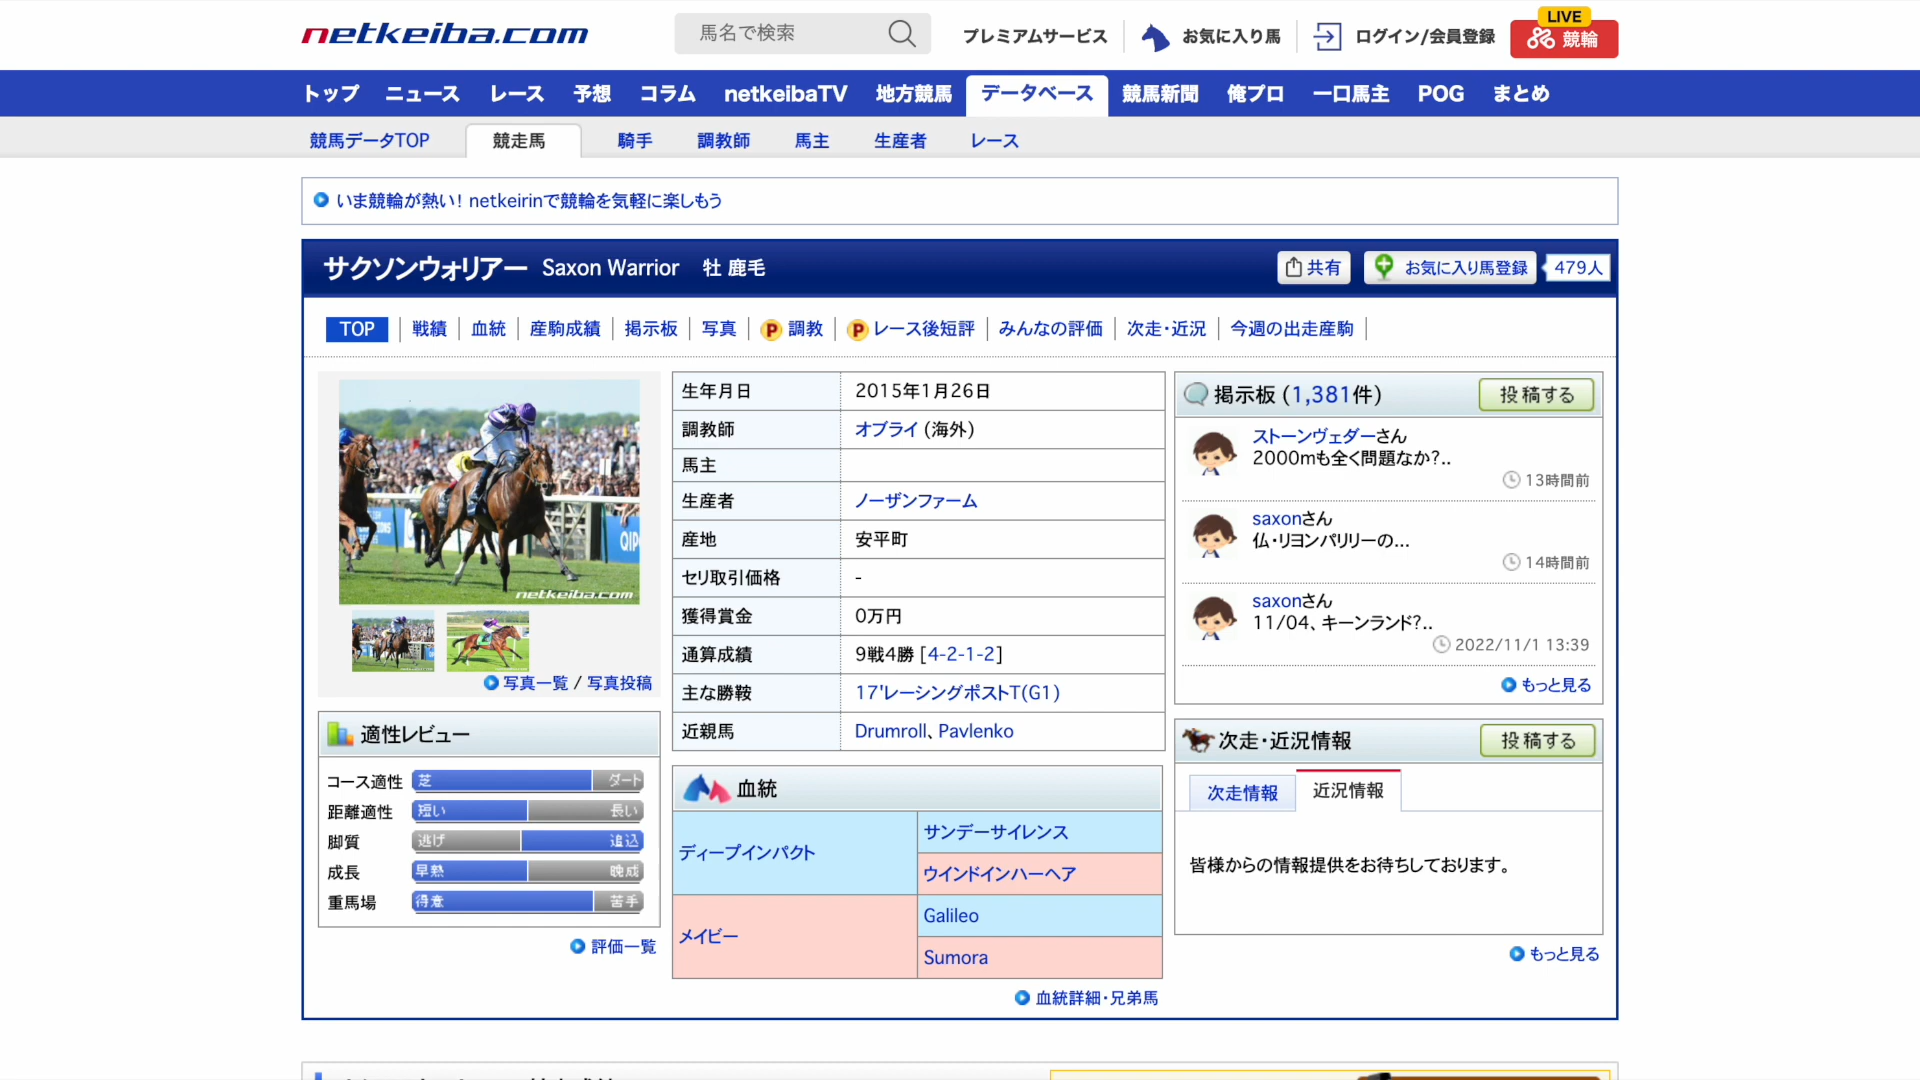 netkeiba.com
馬名で検索
プレミアムサービス
お気に入り馬
ログイン/会員登録
LIVE
競輪
トップ ニュース レース 予想 コラム netkeibaTV 地方競馬 データベース 競馬新聞 俺プロ 一口馬主 POG まとめ
競馬データTOP 競走馬 騎手 調教師 馬主 生産者 レース
いま競輪が熱い! netkeirinで競輪を気軽に楽しもう
サクソンウォリアー Saxon Warrior 牡 鹿毛
共有
お気に入り馬登録
479人
TOP 戦績 血統 産駒成績 掲示板 写真 P 調教 P レース後短評 みんなの評価 次走・近況 今週の出走産駒
QIPC
netkeiba.com
写真一覧 / 写真投稿
適性レビュー
コース適性 芝 ダート
距離適性 短い 長い
脚質 逃げ 追込
成長 早熟 晩成
重馬場 得意 苦手
評価一覧
生年月日 2015年1月26日
調教師 オブライ (海外)
馬主
生産者 ノーザンファーム
産地 安平町
セリ取引価格 -
獲得賞金 0万円
通算成績 9戦4勝 [4-2-1-2]
主な勝鞍 17'レーシングポストT(G1)
近親馬 Drumroll、Pavlenko
血統
ディープインパクト
サンデーサイレンス
ウインドインハーヘア
メイビー
Galileo
Sumora
血統詳細・兄弟馬
掲示板 (1,381件)
投稿する
ストーンヴェダーさん
2000mも全く問題なか?..
13時間前
saxonさん
仏・リヨンパリリーの...
14時間前
saxonさん
11/04、キーンランド?..
2022/11/1 13:39
もっと見る
次走・近況情報
投稿する
次走情報 近況情報
皆様からの情報提供をお待ちしております。
もっと見る